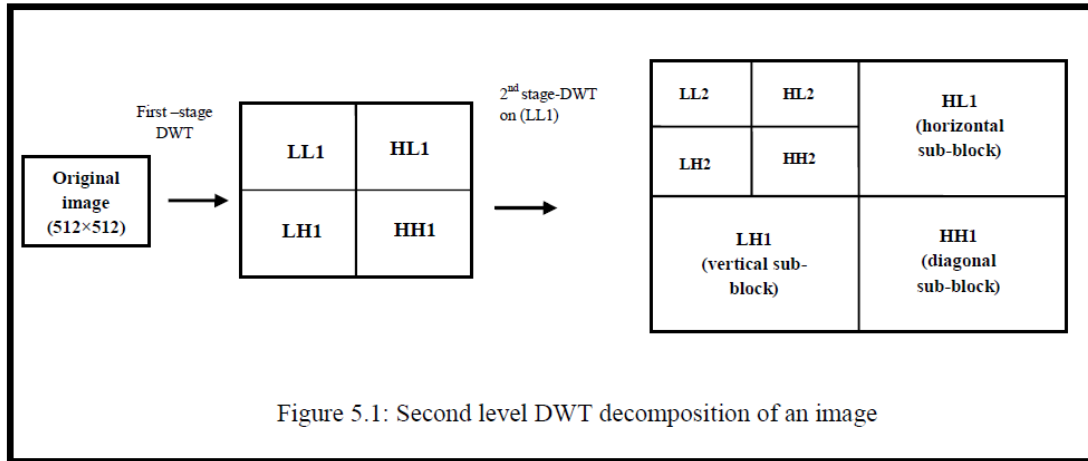 First –stage
DWT
Original
image
(512×512)
LL1
HL1
LH1
HH1
2nd stage-DWT
on (LL1)
LL2
HL2
LH2
HH2
HL1
(horizontal
sub-block)
LH1
(vertical sub-
block)
HH1
(diagonal
sub-block)
Figure 5.1: Second level DWT decomposition of an image